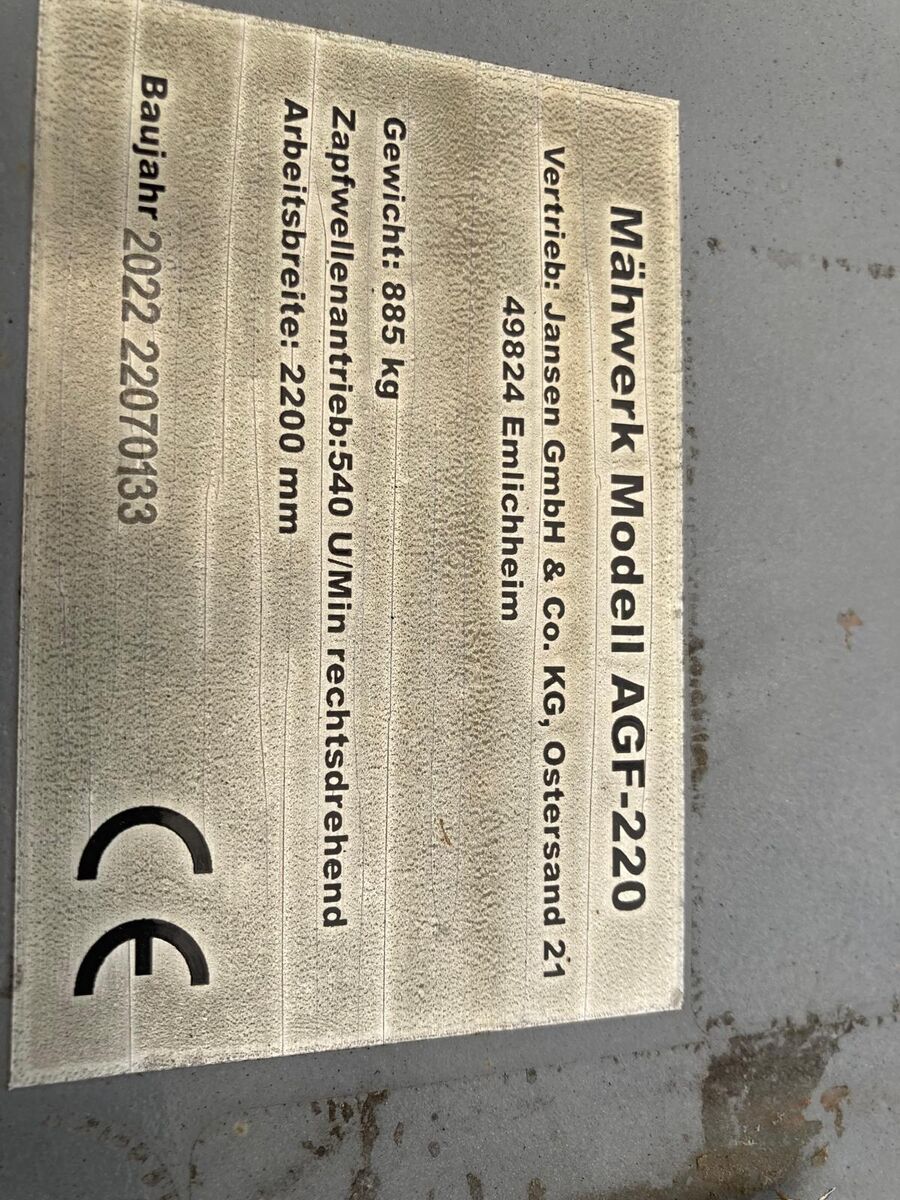 Mähwerk Modell AGF-220
Vertrieb: Jansen GmbH & Co. KG, Ostersand 21
49824 Emlichheim
Gewicht: 885 kg
Zapfwellenantrieb:540 U/Min rechtsdrehend
Arbeitsbreite: 2200 mm
Baujahr 2022 22070133
CE